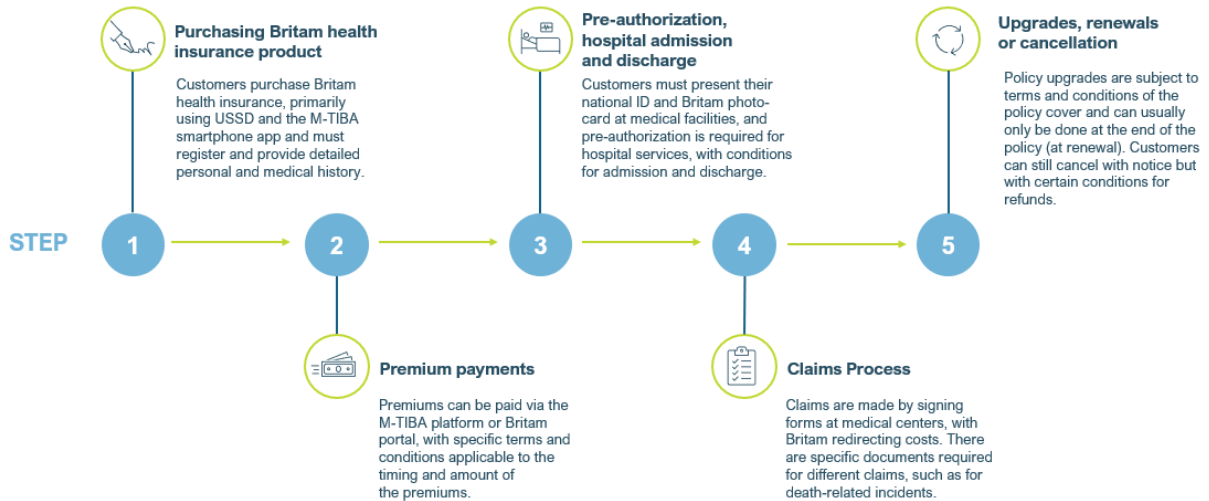 Purchasing Britam health
insurance product
Customers purchase Britam
health insurance, primarily
using USSD and the M-TIBA
smartphone app and must
register and provide detailed
personal and medical history.
Pre-authorization,
hospital admission
and discharge
Customers must present their
national ID and Britam photo-
card at medical facilities, and
pre-authorization is required for
hospital services, with conditions
for admission and discharge.
Upgrades, renewals
or cancellation
Policy upgrades are subject to
terms and conditions of the
policy cover and can usually
only be done at the end of the
policy (at renewal). Customers
can still cancel with notice but
with certain conditions for
refunds.
STEP 1 2 3 4 5
Premium payments
Premiums can be paid via the
M-TIBA platform or Britam
portal, with specific terms and
conditions applicable to the
timing and amount of
the premiums.
Claims Process
Claims are made by signing
forms at medical centers, with
Britam redirecting costs. There
are specific documents required
for different claims, such as for
death-related incidents.